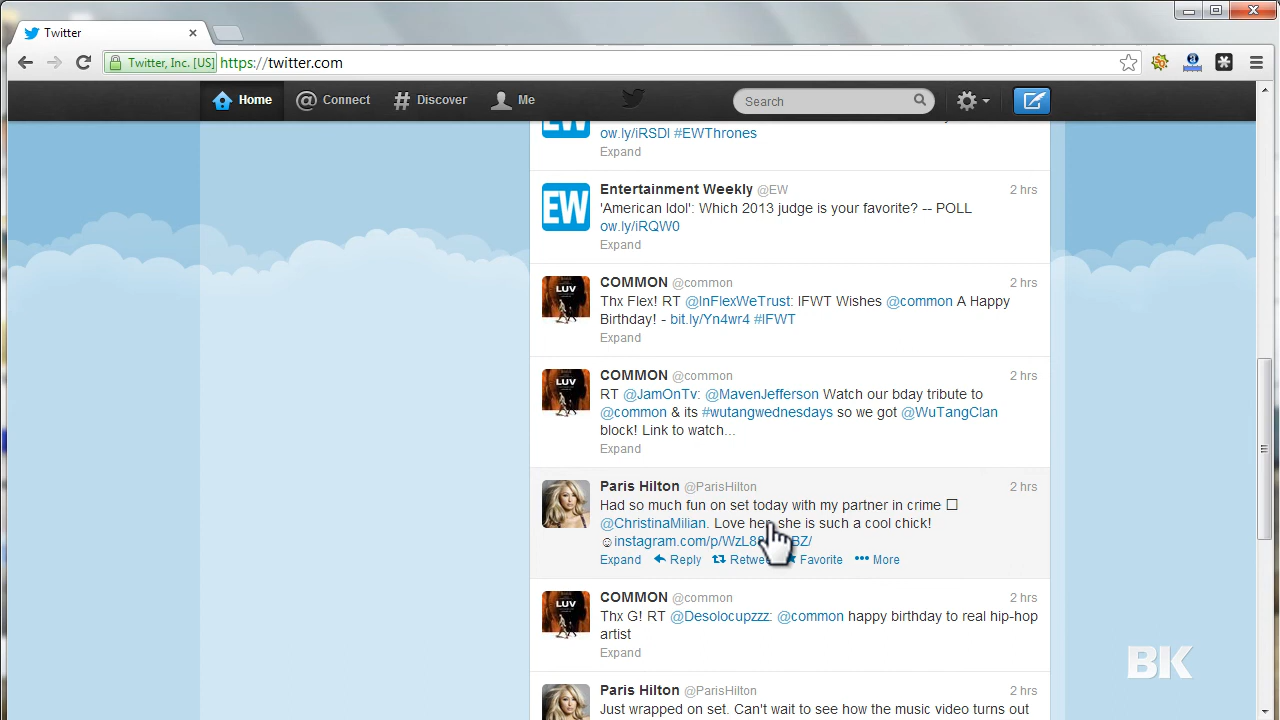 Twitter
Twitter, Inc. [US] https://twitter.com
Home Connect Discover Me Search
ow.ly/iRSDI #EWThrones
Expand
EW Entertainment Weekly @EW 2 hrs
'American Idol': Which 2013 judge is your favorite? -- POLL
ow.ly/iRQW0
Expand
LUV COMMON @common 2 hrs
Thx Flex! RT @InFlexWeTrust: IFWT Wishes @common A Happy
Birthday! - bit.ly/Yn4wr4 #IFWT
Expand
LUV COMMON @common 2 hrs
RT @JamOnTv: @MavenJefferson Watch our bday tribute to
@common & its #wutangwednesdays so we got @WuTangClan
block! Link to watch...
Expand
Paris Hilton @ParisHilton 2 hrs
Had so much fun on set today with my partner in crime
@ChristinaMilian. Love her she is such a cool chick!
☺
Expand Reply Favorite More
LUV COMMON @common 2 hrs
Thx G! RT @Desolocupzzz: @common happy birthday to real hip-hop
artist
Expand
BK
Paris Hilton @ParisHilton 2 hrs
Just wrapped on set. Can't wait to see how the music video turns out